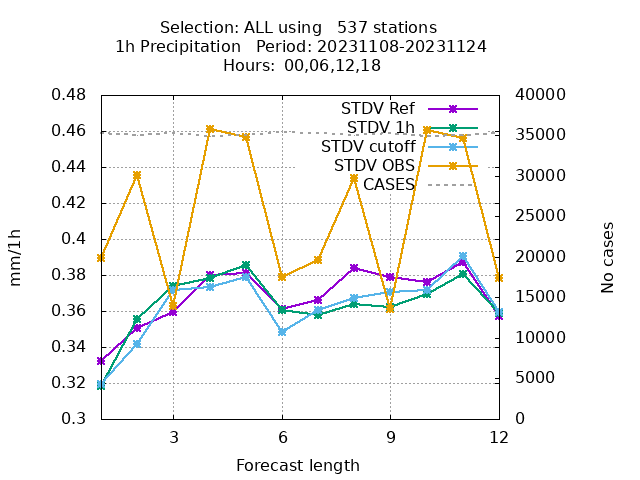 Selection: ALL using   537 stations
1h Precipitation   Period: 20231108-20231124
Hours: 00,06,12,18
STDV Ref
STDV 1h
STDV cutoff
STDV OBS
CASES
0.48
0.46
0.44
0.42
0.4
0.38
0.36
0.34
0.32
0.3
mm/1h
40000
35000
30000
25000
20000
15000
10000
5000
0
No cases
3 6 9 12
Forecast length